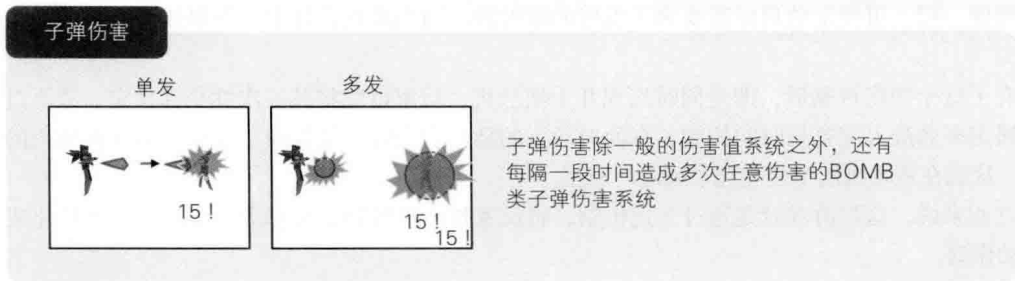 子弹伤害
单发
多发
15 !
15 !
15 !
子弹伤害除一般的伤害值系统之外，还有
每隔一段时间造成多次任意伤害的BOMB
类子弹伤害系统